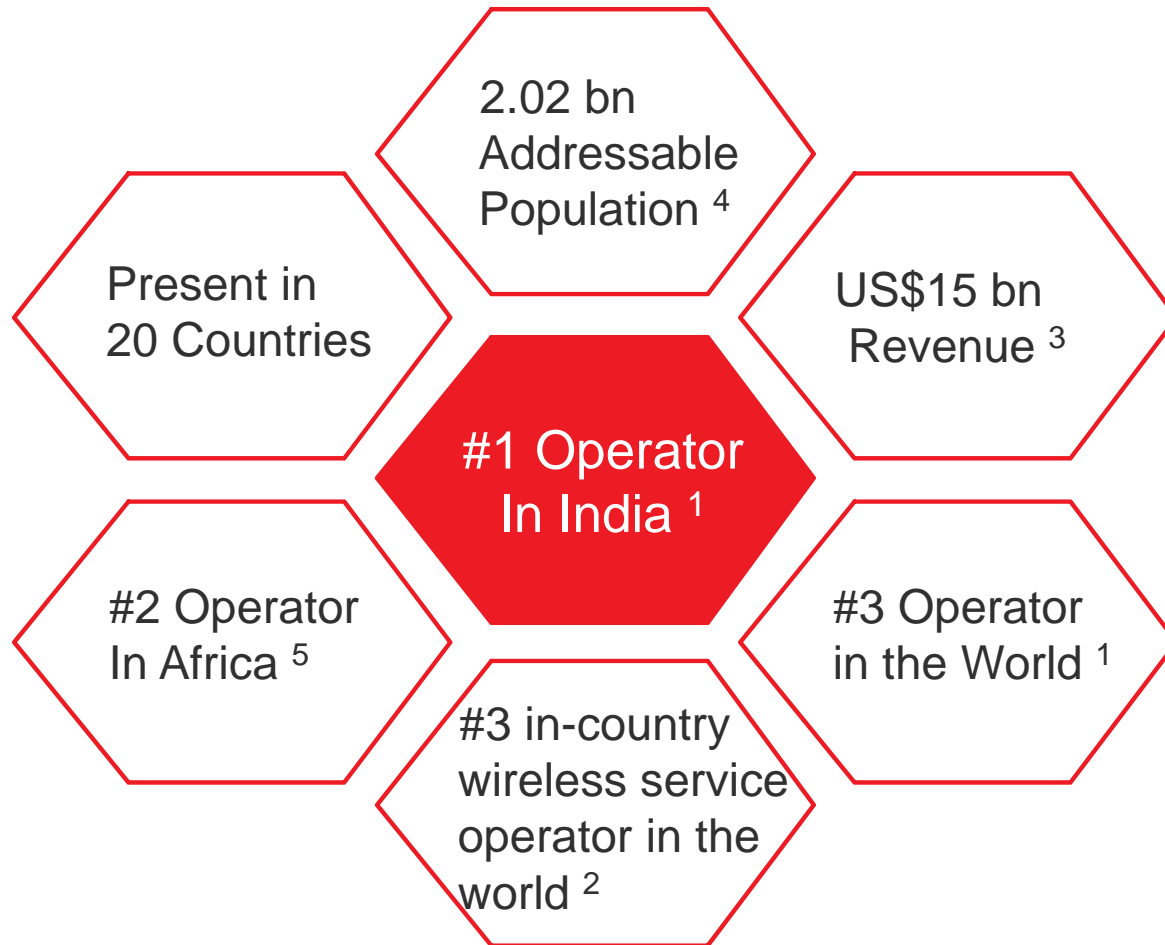 2.02 bn
Addressable
Population 4
Present in
20 Countries
US$15 bn
Revenue 3
#1 Operator
In India 1
#2 Operator
In Africa 5
#3 Operator
in the World 1
#3 in-country
wireless service
operator in the
world 2